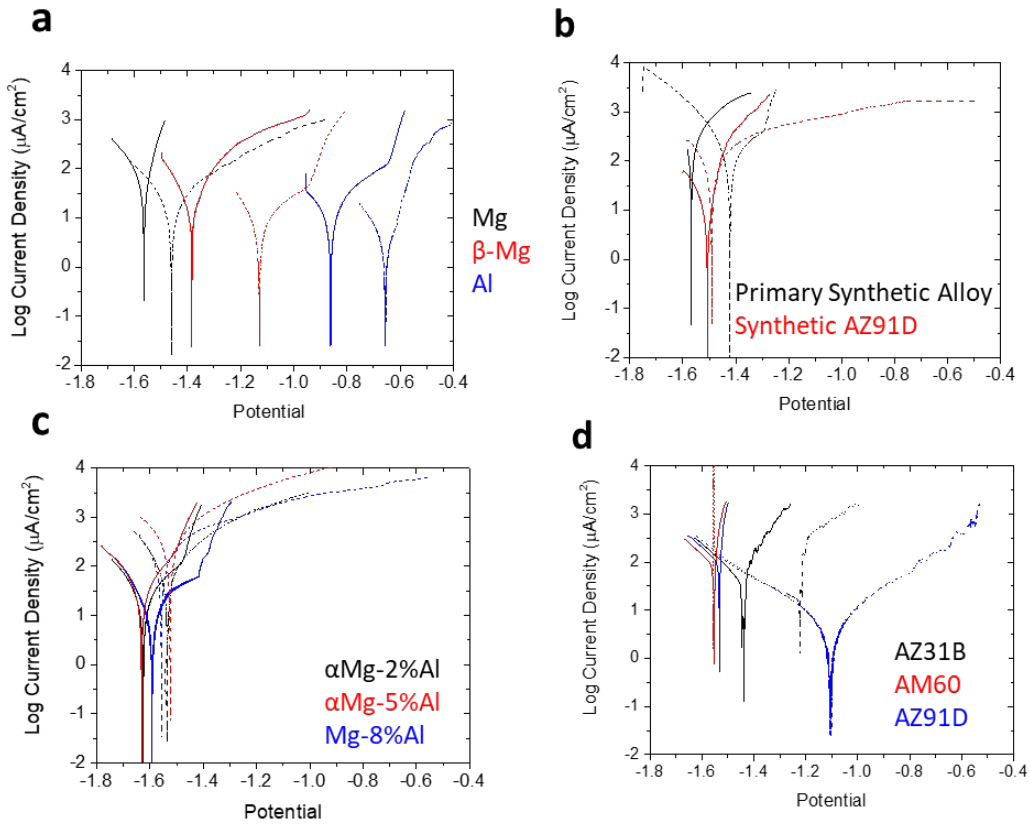 a
Log Current Density (μA/cm²)
4
3
2
1
0
-1
-2
-1.8 -1.6 -1.4 -1.2 -1.0 -0.8 -0.6 -0.4
Potential
Mg
β-Mg
Al
b
Log Current Density (μA/cm²)
4
3
2
1
0
-1
-2
-1.8 -1.6 -1.4 -1.2 -1.0 -0.8 -0.6 -0.4
Potential
Primary Synthetic Alloy
Synthetic AZ91D
c
Log Current Density (μA/cm²)
4
3
2
1
0
-1
-2
-1.8 -1.6 -1.4 -1.2 -1.0 -0.8 -0.6 -0.4
Potential
αMg-2%Al
αMg-5%Al
Mg-8%Al
d
Log Current Density (μA/cm²)
4
3
2
1
0
-1
-2
-1.8 -1.6 -1.4 -1.2 -1.0 -0.8 -0.6 -0.4
Potential
AZ31B
AM60
AZ91D